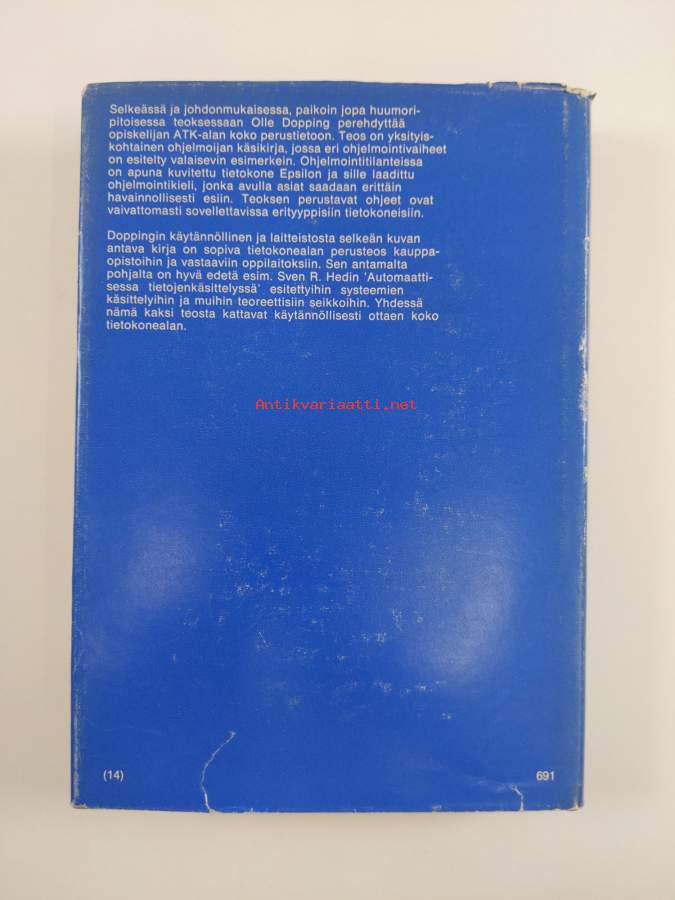 Selkeässä ja johdonmukaisessa, paikoin jopa huumori-
pitoisessa teoksessaan Olle Dopping perehdyttää
opiskelijan ATK-alan koko perustietoon. Teos on yksityis-
kohtainen ohjelmoijan käsikirja, jossa eri ohjelmointivaiheet
on esitelty valaisevin esimerkein. Ohjelmointitilanteissa
on apuna kuvitettu tietokone Epsilon ja sille laadittu
ohjelmointikieli, jonka avulla asiat saadaan erittäin
havainnollisesti esiin. Teoksen perustavat ohjeet ovat
vaivattomasti sovellettavissa erityyppisiin tietokoneisiin.
Doppingin käytännöllinen ja laitteistosta selkeän kuvan
antava kirja on sopiva tietokonealan perusteos kauppa-
opistoihin ja vastaaviin oppilaitoksiin. Sen antamalta
pohjalta on hyvä edetä esim. Sven R. Hedin 'Automaatti-
sessa tietojenkäsittelyssä' esitettyihin systeemien
käsittelyihin ja muihin teoreettisiin seikkoihin. Yhdessä
nämä kaksi teosta kattavat käytännöllisesti ottaen koko
tietokonealan.
Antikvariaatti.net
(14)
691